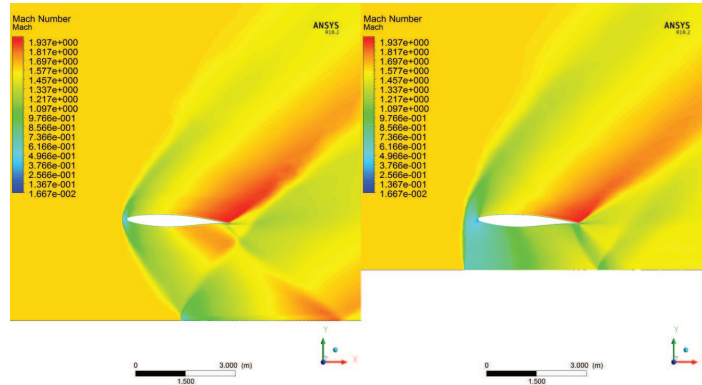 Mach Number
Mach
1.937e+000
1.817e+000
1.697e+000
1.577e+000
1.457e+000
1.337e+000
1.217e+000
1.097e+000
9.766e-001
8.566e-001
7.366e-001
6.166e-001
4.966e-001
3.766e-001
2.566e-001
1.367e-001
1.667e-002
ANSYS
R18.2
Y
X
0 3.000 (m)
1.500
Mach Number
Mach
1.937e+000
1.817e+000
1.697e+000
1.577e+000
1.457e+000
1.337e+000
1.217e+000
1.097e+000
9.766e-001
8.566e-001
7.366e-001
6.166e-001
4.966e-001
3.766e-001
2.566e-001
1.367e-001
1.667e-002
ANSYS
R18.2
Y
X
0 3.000 (m)
1.500